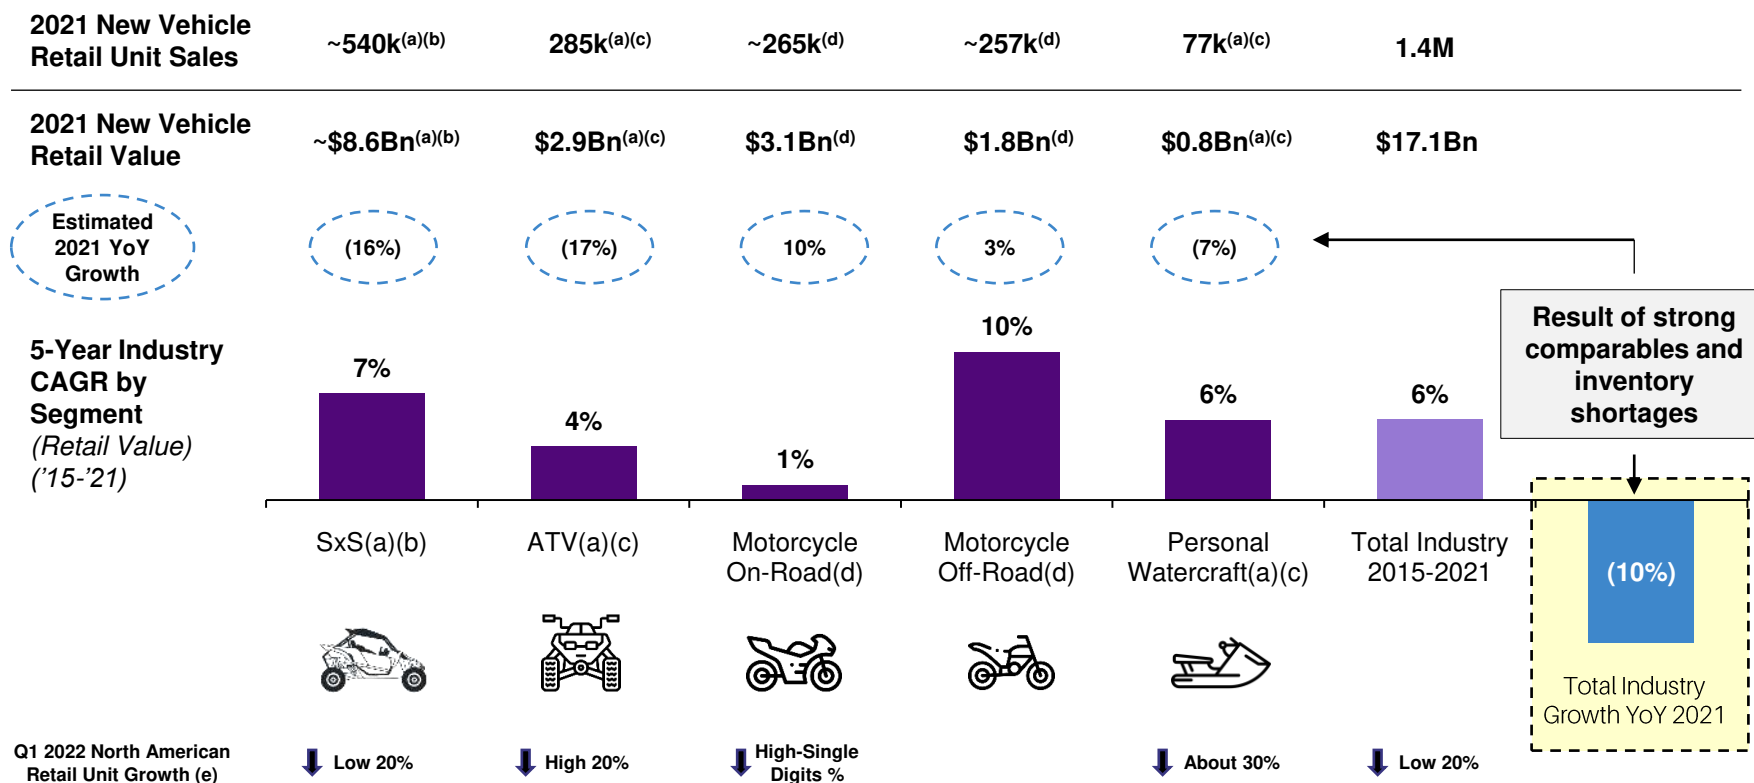 2021 New Vehicle
Retail Unit Sales
~540k(a)(b)
285k(a)(c)
~265k(d)
~257k(d)
77k(a)(c)
1.4M
2021 New Vehicle
Retail Value
~$8.6Bn(a)(b)
$2.9Bn(a)(c)
$3.1Bn(d)
$1.8Bn(d)
$0.8Bn(a)(c)
$17.1Bn
Estimated
2021 YoY
Growth
(16%)
(17%)
10%
3%
(7%)
Result of strong
comparables and
inventory
shortages
5-Year Industry
CAGR by
Segment
(Retail Value)
('15-'21)
7%
4%
1%
10%
6%
6%
(10%)
SxS(a)(b)
ATV(a)(c)
Motorcycle
On-Road(d)
Motorcycle
Off-Road(d)
Personal
Watercraft(a)(c)
Total Industry
2015-2021
Total Industry
Growth YoY 2021
Q1 2022 North American
Retail Unit Growth (e)
Low 20%
High 20%
High-Single
Digits %
About 30%
Low 20%